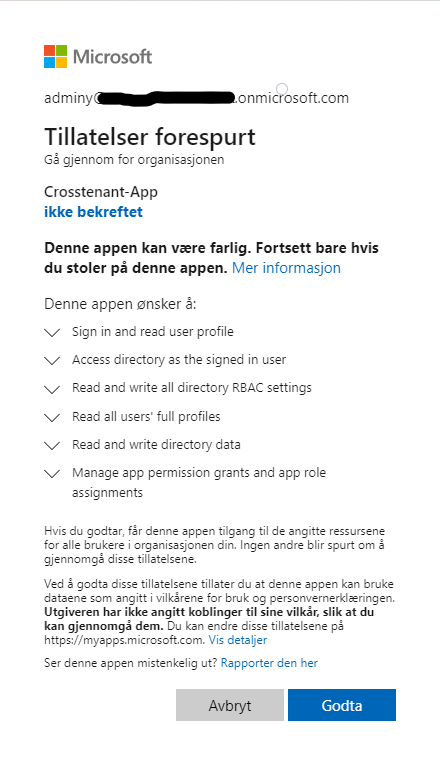 Microsoft
adminy@ .onmicrosoft.com
Tillatelser forespurt
Gå gjennom for organisasjonen
Crosstenant-App
ikke bekreftet
Denne appen kan være farlig. Fortsett bare hvis
du stoler på denne appen. Mer informasjon
Denne appen ønsker å:
Sign in and read user profile
Access directory as the signed in user
Read and write all directory RBAC settings
Read all users' full profiles
Read and write directory data
Manage app permission grants and app role
assignments
Hvis du godtar, får denne appen tilgang til de angitte ressursene
for alle brukere i organisasjonen din. Ingen andre blir spurt om å
gjennomgå disse tillatelsene.
Ved å godta disse tillatelsene tillater du at denne appen kan bruke
dataene som angitt i vilkårene for bruk og personvernerklæringen.
Utgiveren har ikke angitt koblinger til sine vilkår, slik at du
kan gjennomgå dem. Du kan endre disse tillatelsene på
https://myapps.microsoft.com. Vis detaljer
Ser denne appen mistenkelig ut? Rapporter den her
Avbryt Godta